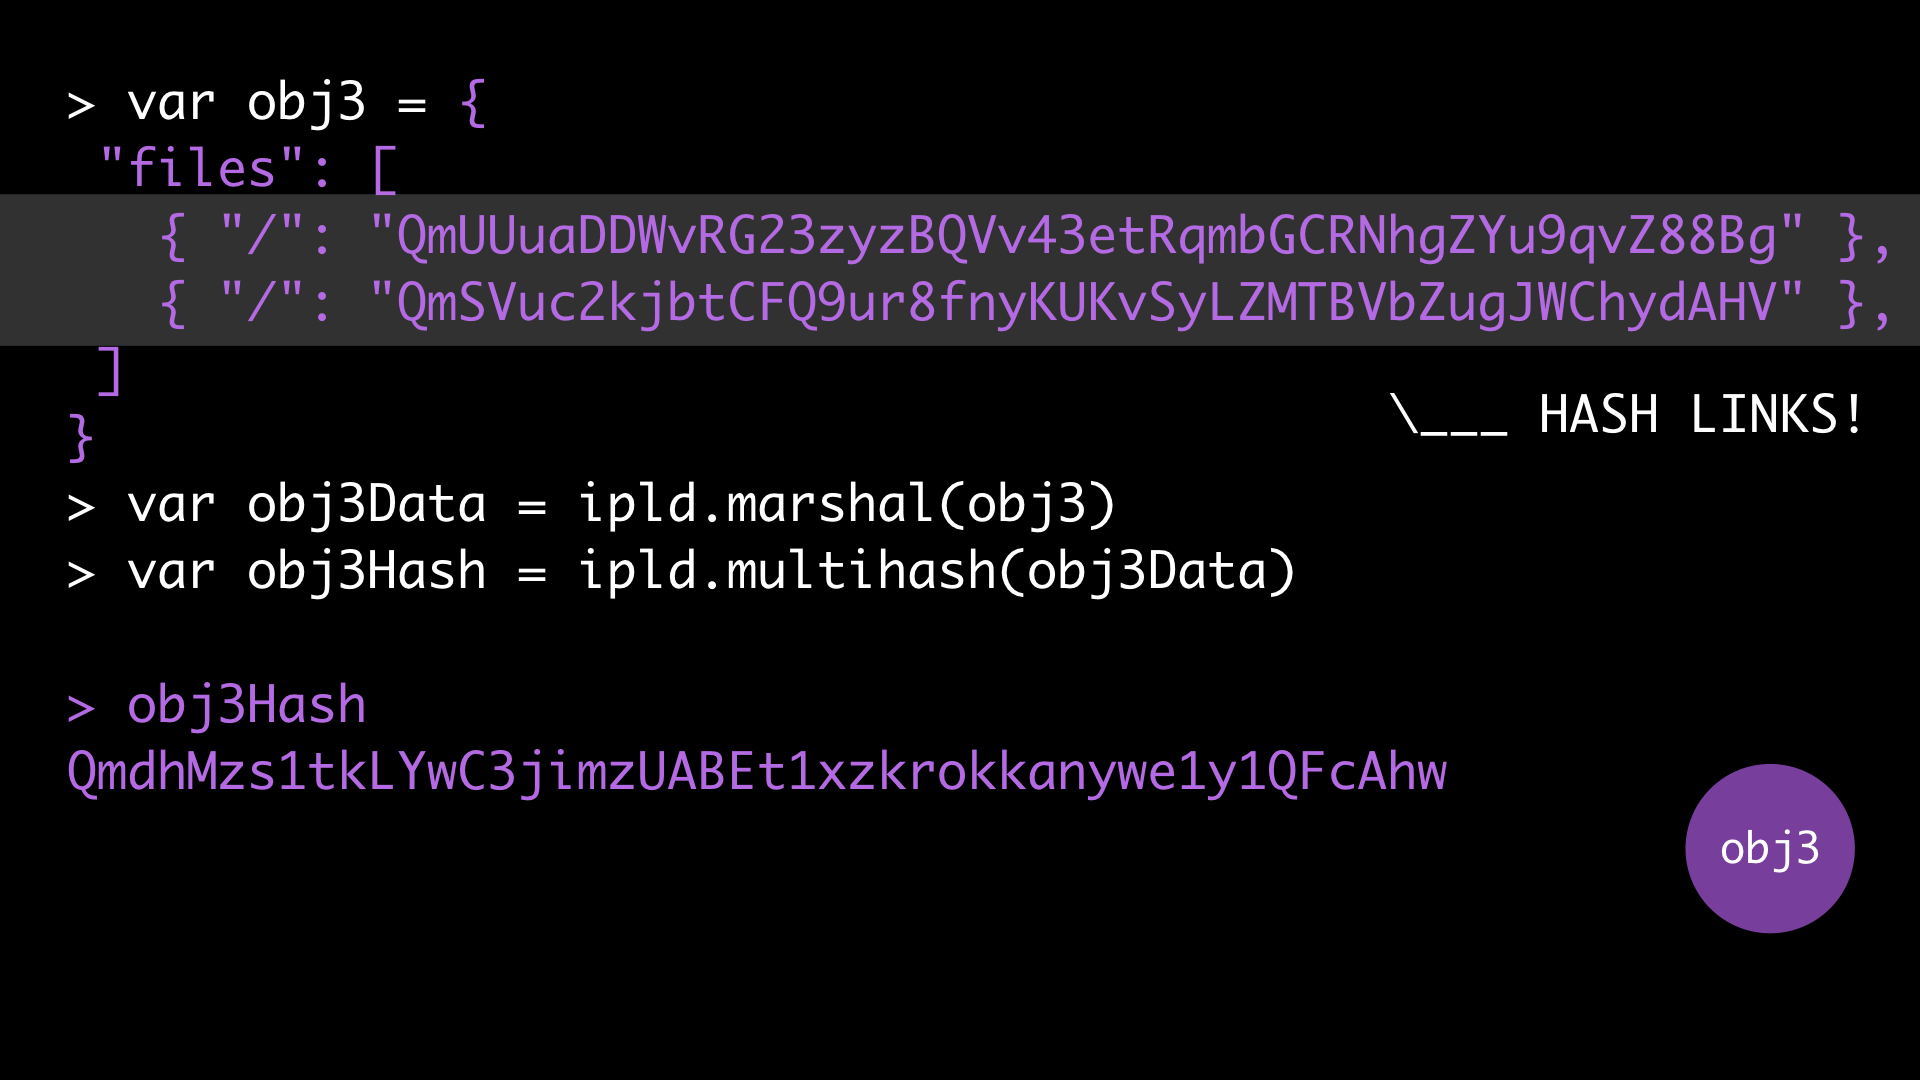 > var obj3 = {
"files": [
{ "/": "QmUUuaDDWvRG23zyzBQVv43etRqmbGCRNhgZYu9qvZ88Bg" },
{ "/": "QmSVuc2kjbtCFQ9ur8fnyKUKvSyLZMTBVbZugJWChydAHV" },
]
}
\___ HASH LINKS!
> var obj3Data = ipld.marshal(obj3)
> var obj3Hash = ipld.multihash(obj3Data)
> obj3Hash
QmdhMzs1tkLYwC3jimzUABEt1xzkrokkanywe1y1QFcAhw
obj3